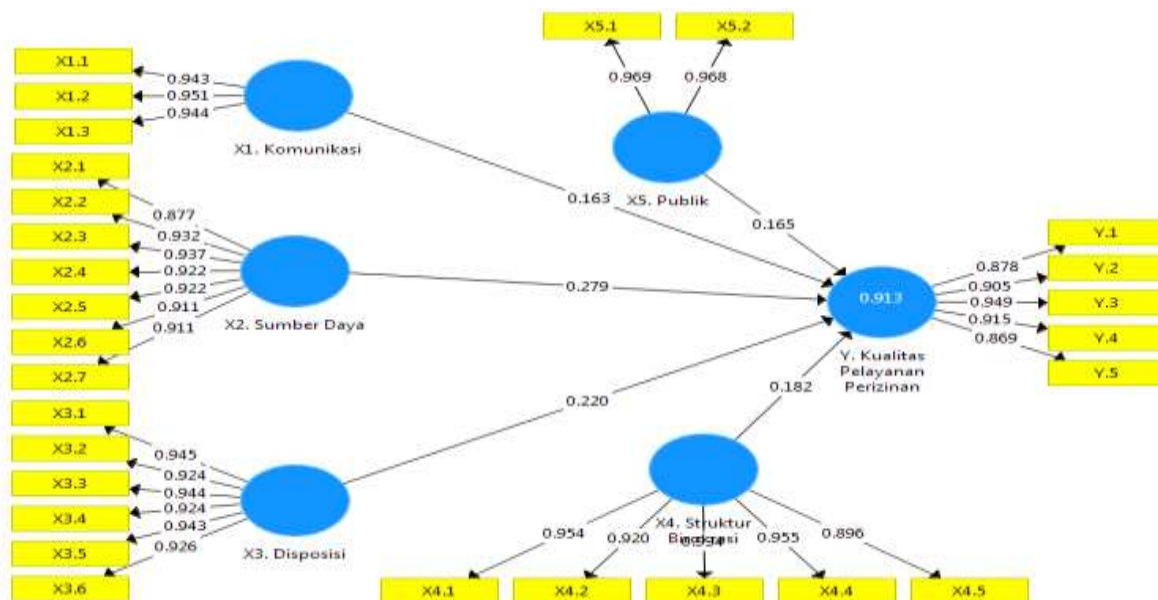 X5.1
X5.2
X1.1
X1.2
X1.3
0.943
0.951
0.944
X1. Komunikasi
0.969
0.968
X5. Publik
0.163
0.165
X2.1
X2.2
X2.3
X2.4
X2.5
X2.6
X2.7
0.877
0.932
0.937
0.922
0.922
0.911
0.911
X2. Sumber Daya
0.279
0.913
Y. Kualitas
Pelayanan
Perizinan
Y.1
Y.2
Y.3
Y.4
Y.5
0.878
0.905
0.949
0.915
0.869
X3.1
X3.2
X3.3
X3.4
X3.5
X3.6
0.945
0.924
0.944
0.924
0.943
0.926
X3. Disposisi
0.220
0.182
X4. Struktur
0.954
0.920
0.955
0.896
X4.1
X4.2
X4.3
X4.4
X4.5